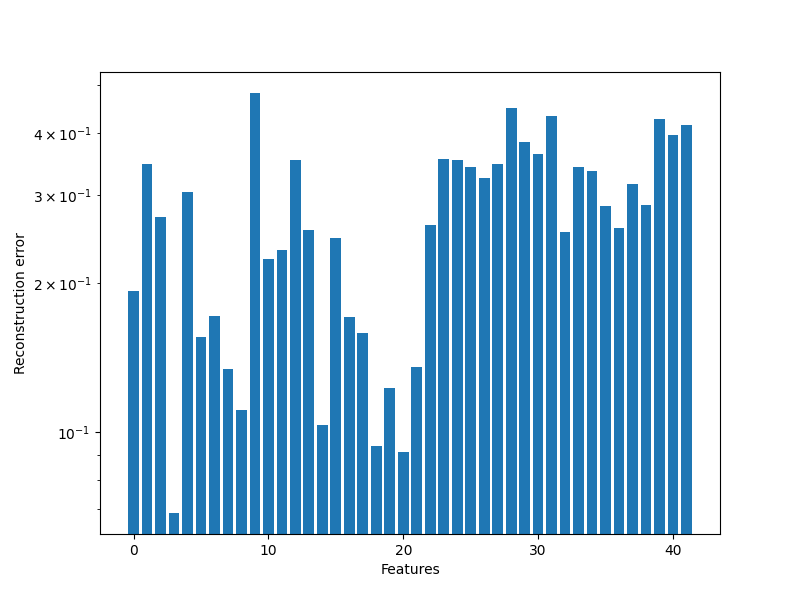 Reconstruction error
4 × 10⁻¹
3 × 10⁻¹
2 × 10⁻¹
10⁻¹
0 10 20 30 40
Features